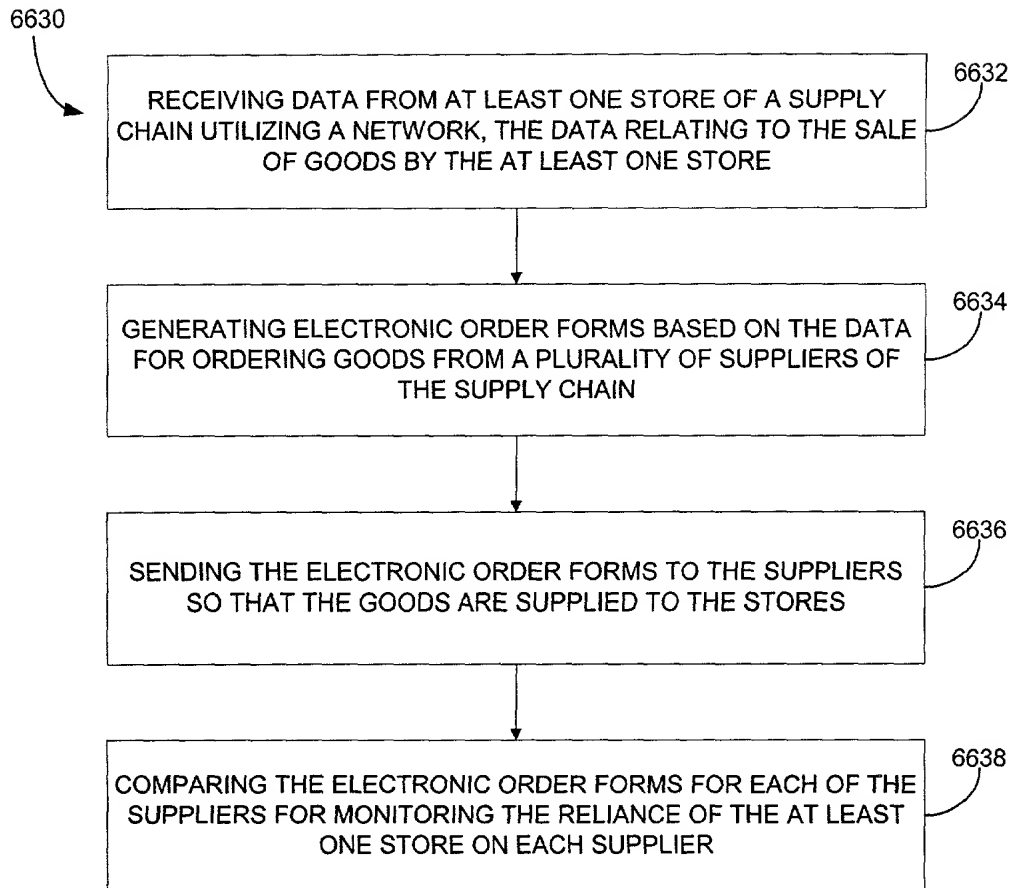 6630
RECEIVING DATA FROM AT LEAST ONE STORE OF A SUPPLY
CHAIN UTILIZING A NETWORK, THE DATA RELATING TO THE SALE
OF GOODS BY THE AT LEAST ONE STORE
6632
GENERATING ELECTRONIC ORDER FORMS BASED ON THE DATA
FOR ORDERING GOODS FROM A PLURALITY OF SUPPLIERS OF
THE SUPPLY CHAIN
6634
SENDING THE ELECTRONIC ORDER FORMS TO THE SUPPLIERS
SO THAT THE GOODS ARE SUPPLIED TO THE STORES
6636
COMPARING THE ELECTRONIC ORDER FORMS FOR EACH OF THE
SUPPLIERS FOR MONITORING THE RELIANCE OF THE AT LEAST
ONE STORE ON EACH SUPPLIER
6638